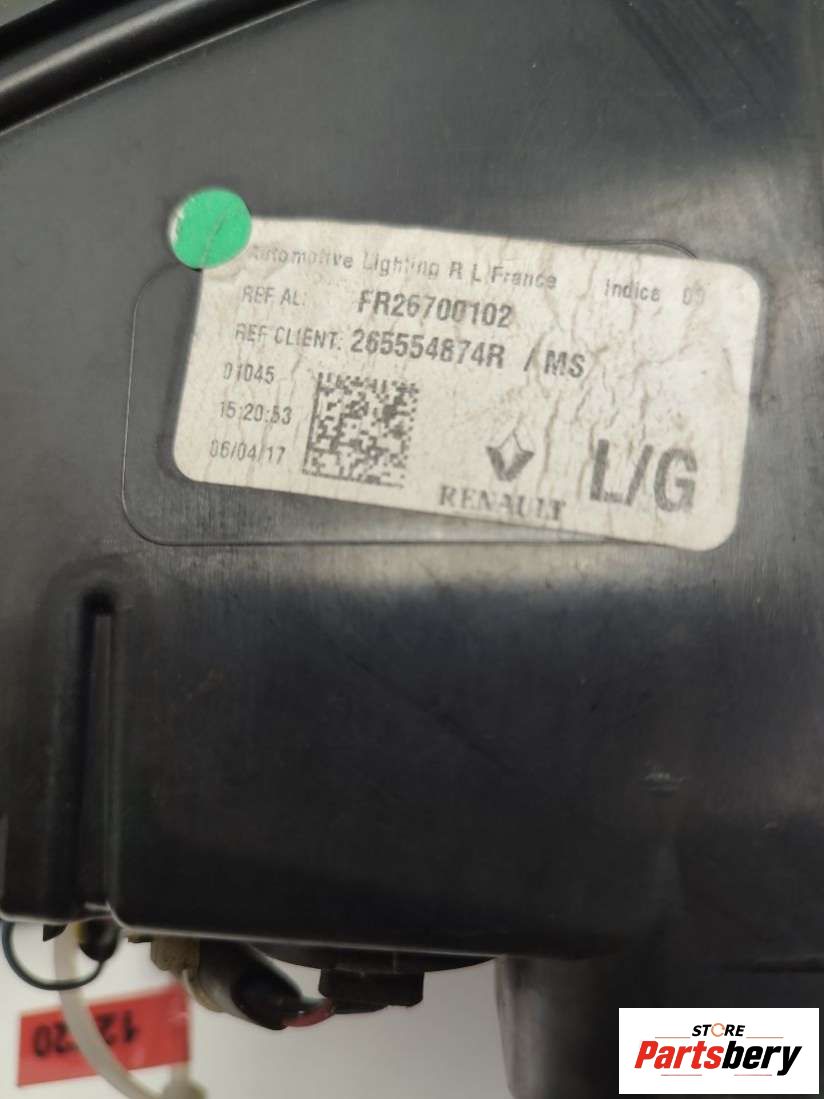 Automotive Lighting R L France Indice 00
REF AL: FR26700102
REF CLIENT: 265554874R / MS
01045
15:20:53
06/04/17
RENAULT
L/G
STORE
Partsbery